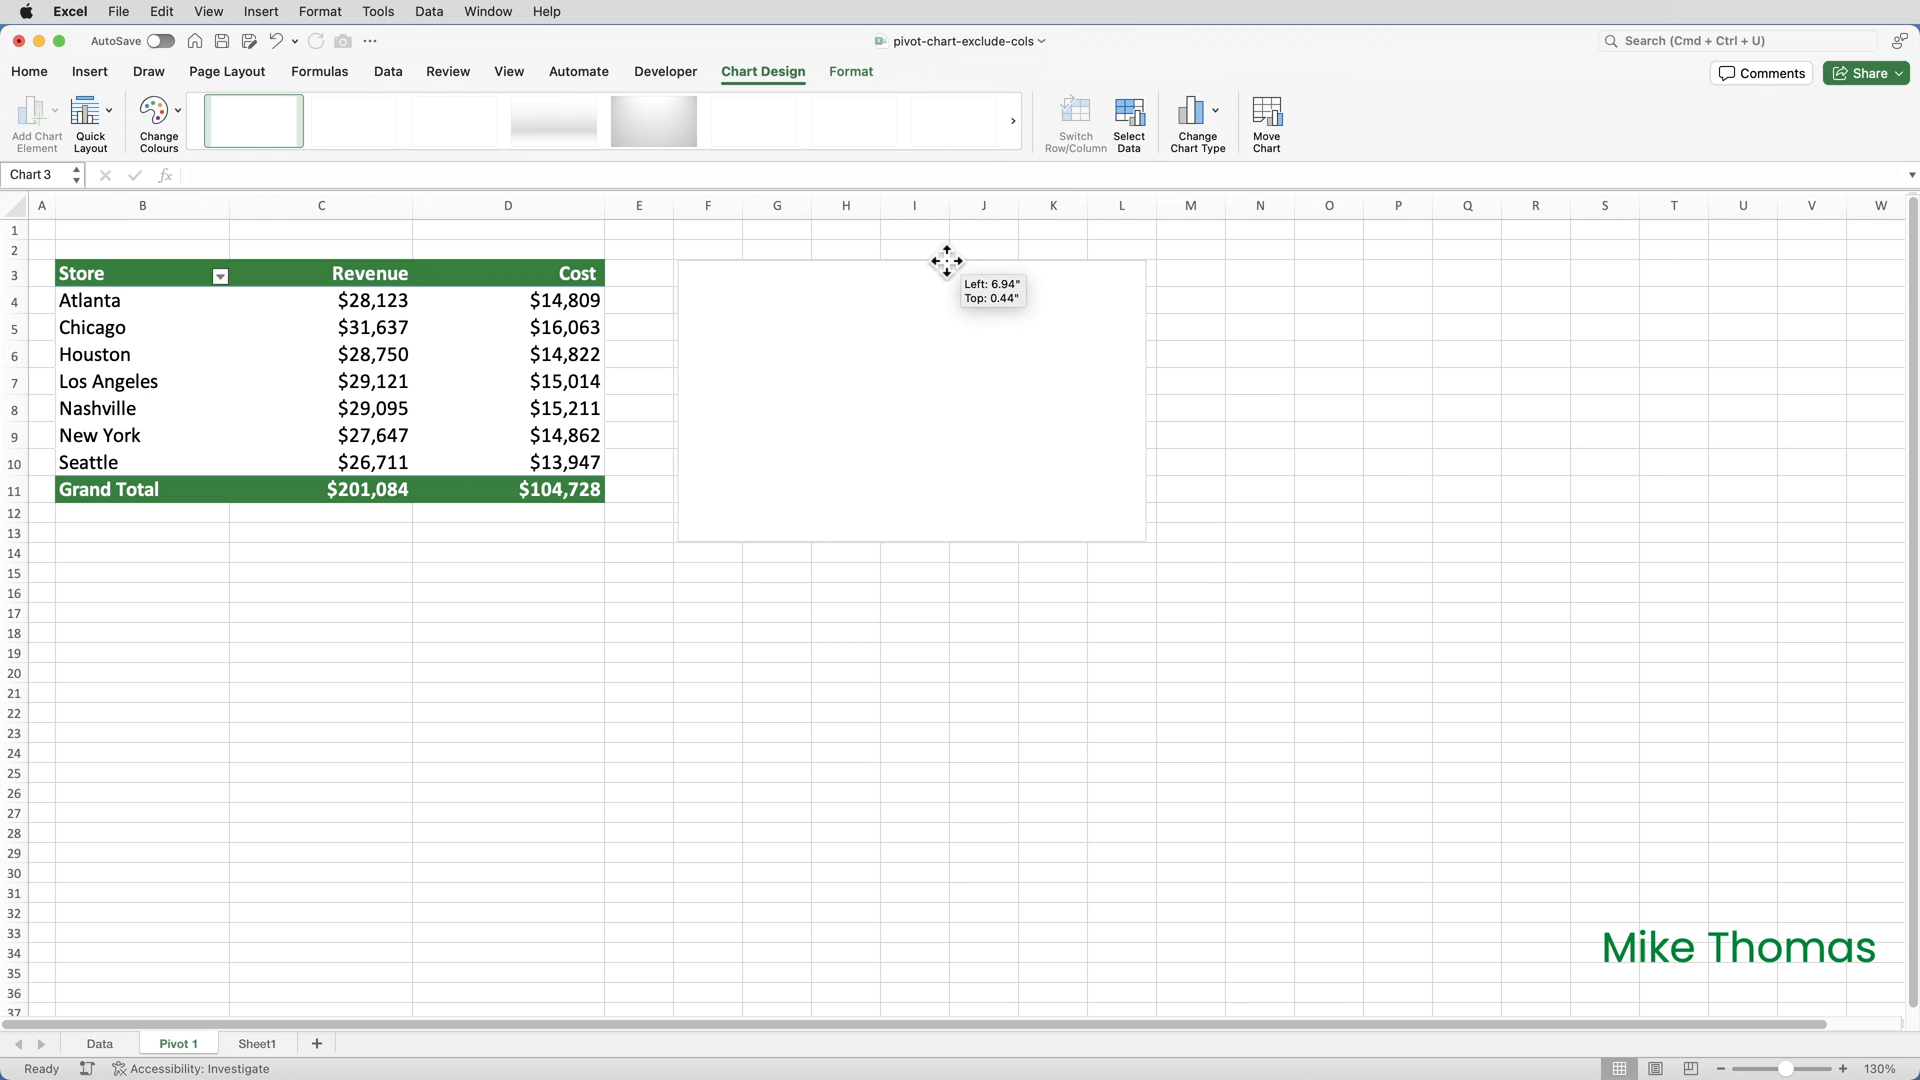 Excel File Edit View Insert Format Tools Data Window Help
AutoSave pivot-chart-exclude-cols Search (Cmd + Ctrl + U)
Home Insert Draw Page Layout Formulas Data Review View Automate Developer Chart Design Format Comments Share
Add Chart Element
Quick Layout
Change Colours
Switch Row/Column
Select Data
Change Chart Type
Move Chart
Chart 3 fx
A B C D E F G H I J K L M N O P Q R S T U V W
1
2
3 Store Revenue Cost
4 Atlanta $28,123 $14,809
5 Chicago $31,637 $16,063
6 Houston $28,750 $14,822
7 Los Angeles $29,121 $15,014
8 Nashville $29,095 $15,211
9 New York $27,647 $14,862
10 Seattle $26,711 $13,947
11 Grand Total $201,084 $104,728
Left: 6.94"
Top: 0.44"
12
13
14
15
16
17
18
19
20
21
22
23
24
25
26
27
28
29
30
31
32
33
34
35
36
37
Mike Thomas
Data Pivot 1 Sheet1 +
Ready Accessibility: Investigate 130%